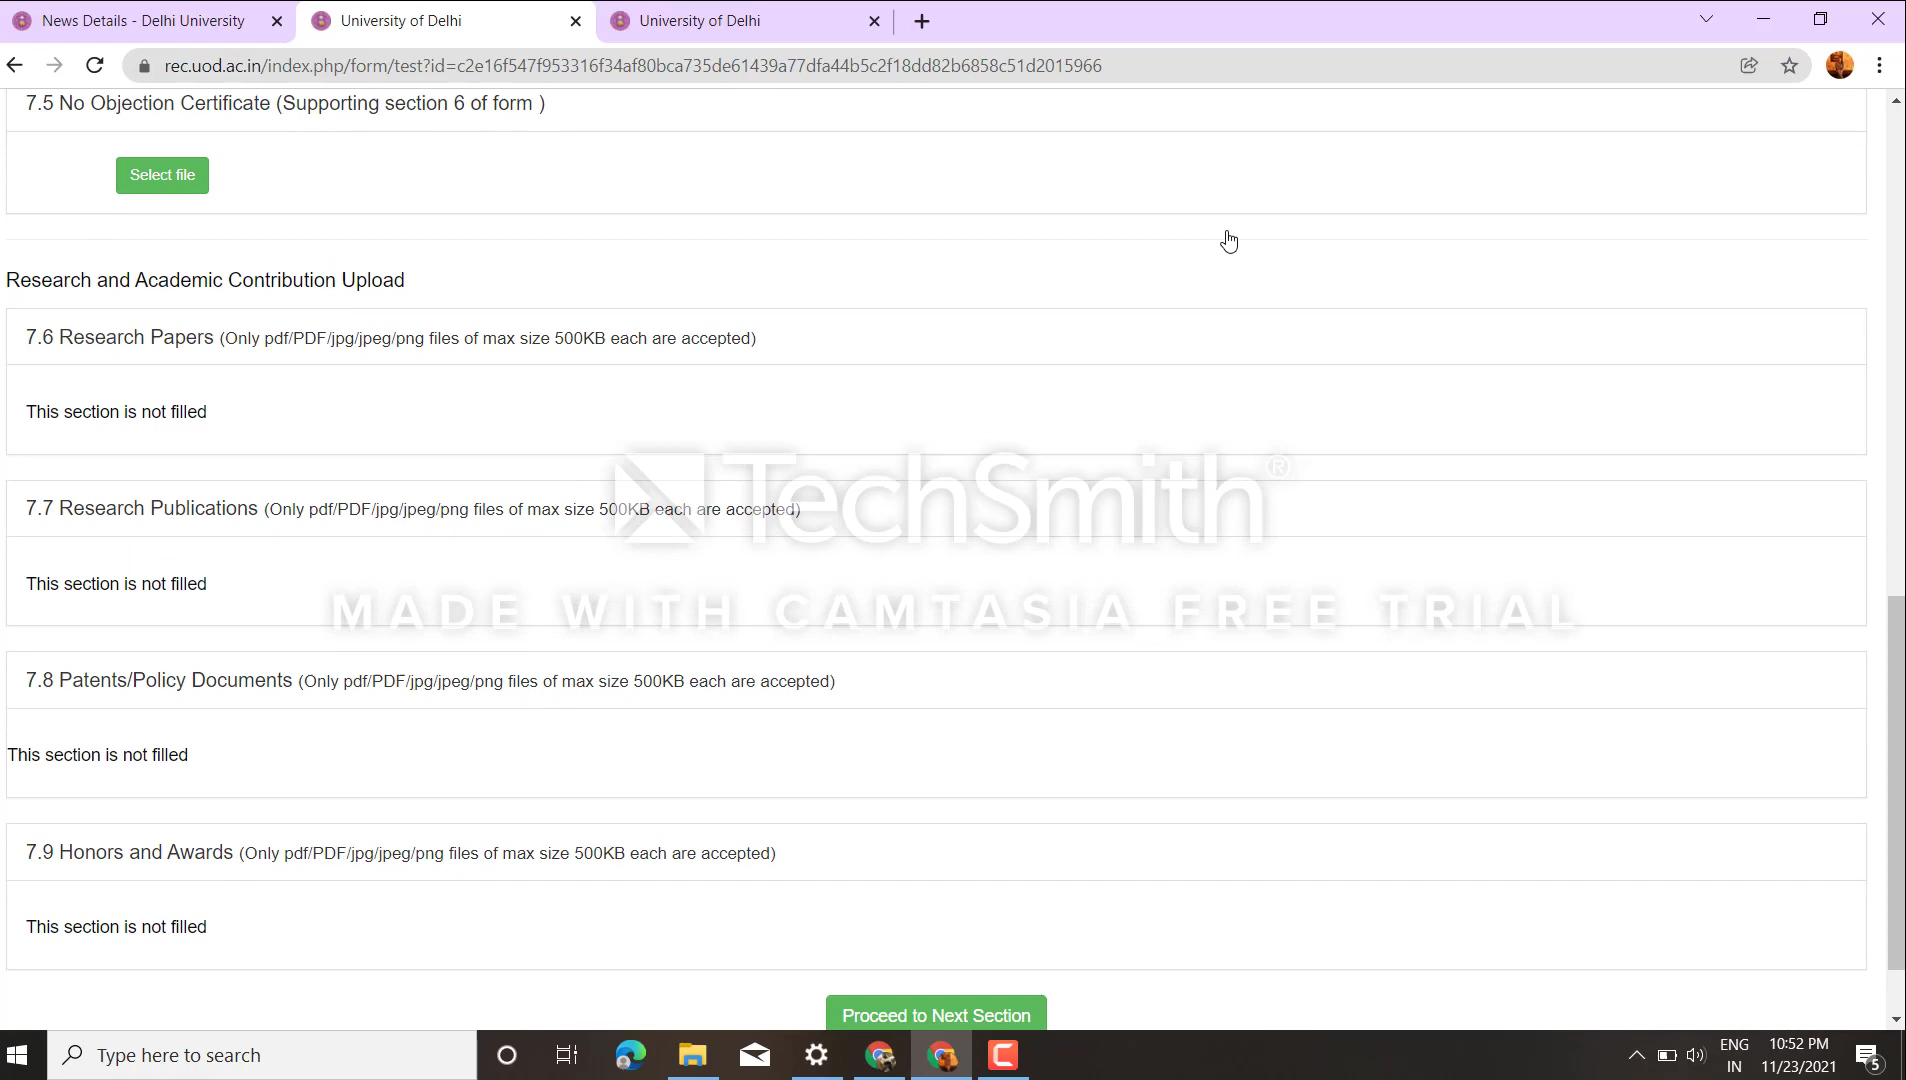 News Details - Delhi University
University of Delhi
University of Delhi
rec.uod.ac.in/index.php/form/test?id=c2e16f547f953316f34af80bca735de61439a77dfa44b5c2f18dd82b6858c51d2015966
7.5 No Objection Certificate (Supporting section 6 of form )
Select file
Research and Academic Contribution Upload
7.6 Research Papers (Only pdf/PDF/jpg/jpeg/png files of max size 500KB each are accepted)
This section is not filled
TechSmith®
7.7 Research Publications (Only pdf/PDF/jpg/jpeg/png files of max size 500KB each are accepted)
This section is not filled
MADE WITH CAMTASIA FREE TRIAL
7.8 Patents/Policy Documents (Only pdf/PDF/jpg/jpeg/png files of max size 500KB each are accepted)
This section is not filled
7.9 Honors and Awards (Only pdf/PDF/jpg/jpeg/png files of max size 500KB each are accepted)
This section is not filled
Proceed to Next Section
Type here to search
ENG
IN
10:52 PM
11/23/2021
5